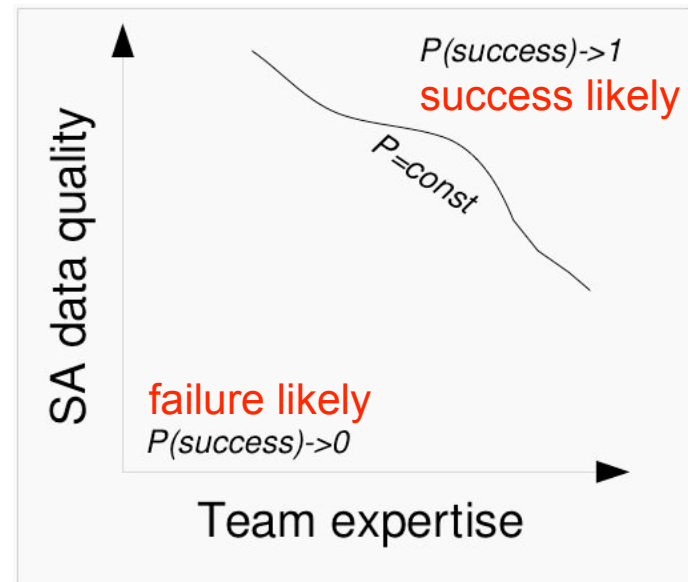 P(success)->1
success likely
P=const
SA data quality
failure likely
P(success)->0
Team expertise